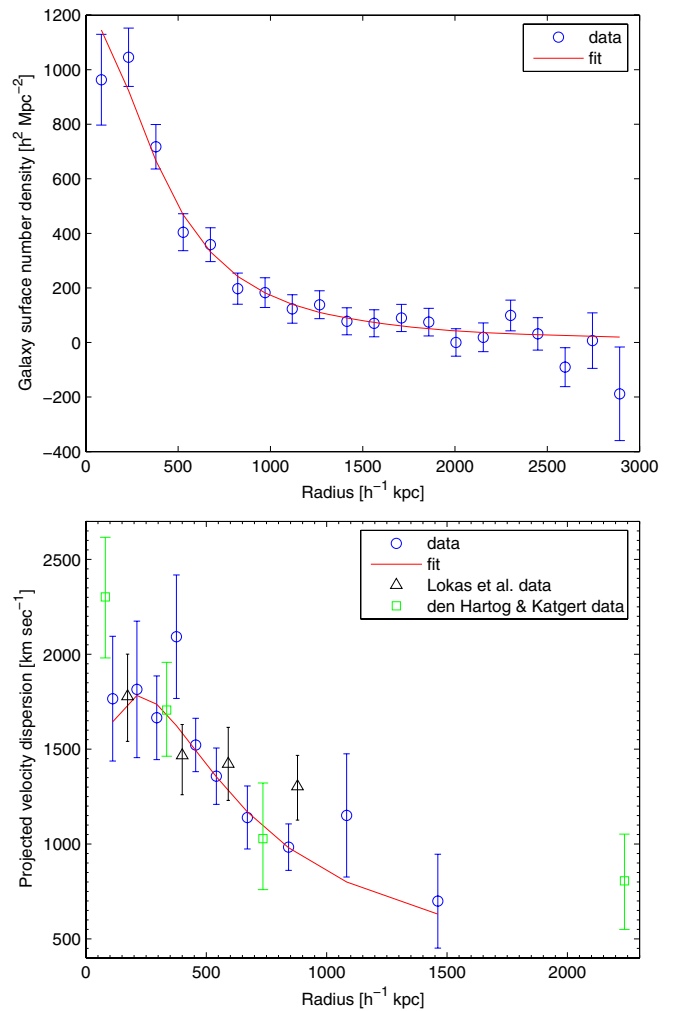 1200
1000
800
600
400
200
0
−200
−400
Galaxy surface number density [h² Mpc⁻²]
data
fit
0 500 1000 1500 2000 2500 3000
Radius [h⁻¹ kpc]
2500
2000
1500
1000
500
Projected velocity dispersion [km sec⁻¹]
data
fit
Lokas et al. data
den Hartog & Katgert data
0 500 1000 1500 2000
Radius [h⁻¹ kpc]